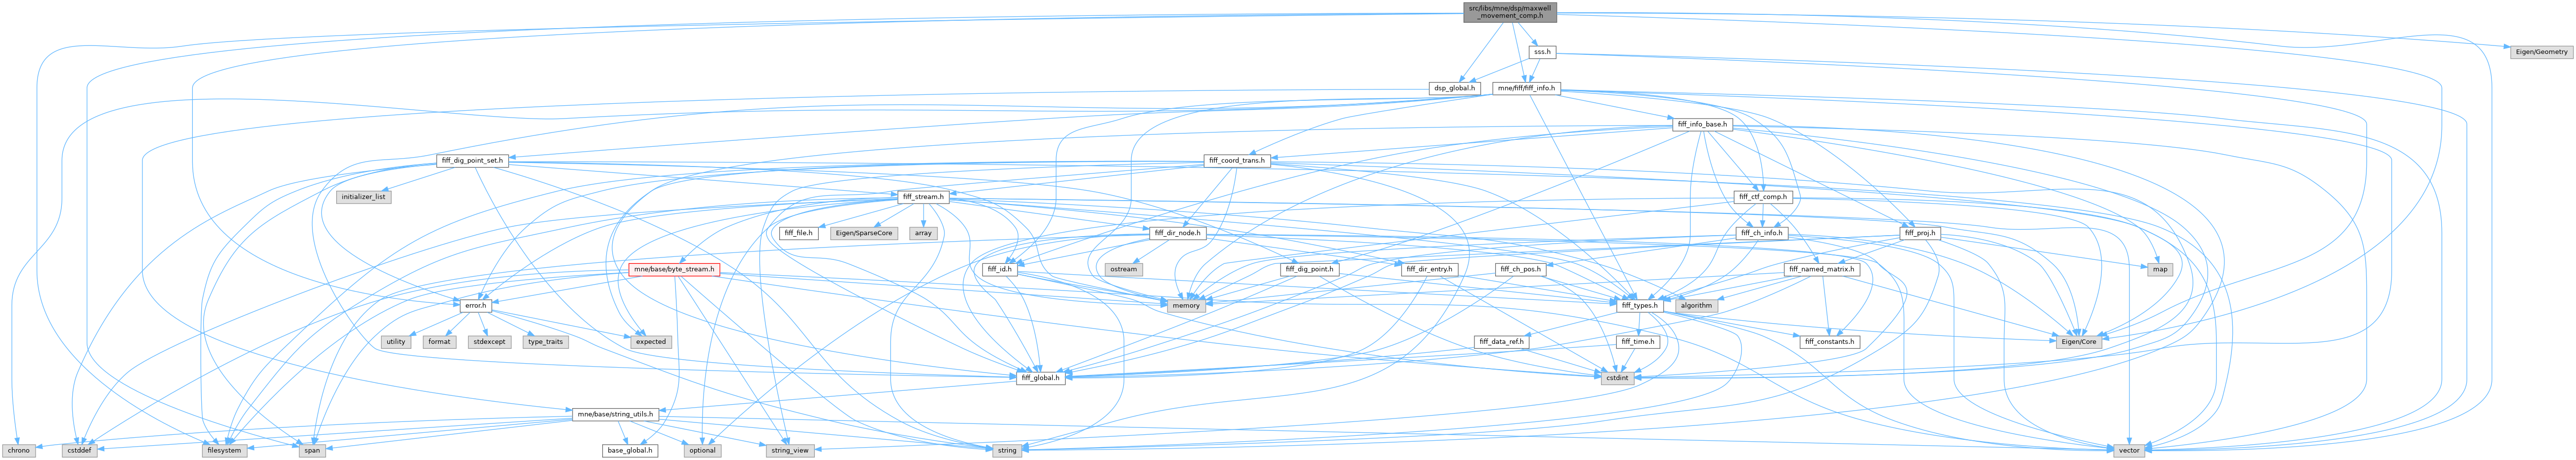 src/libs/mne/dsp/maxwell
_movement_comp.h
Eigen/Geometry
sss.h
dsp_global.h
mne/fiff/fiff_info.h
fiff_info_base.h
fiff_dig_point_set.h
fiff_coord_trans.h
initializer_list
fiff_stream.h
fiff_ctf_comp.h
fiff_file.h
Eigen/SparseCore
array
fiff_dir_node.h
fiff_ch_info.h
fiff_proj.h
mne/base/byte_stream.h
fiff_id.h
ostream
fiff_dig_point.h
fiff_dir_entry.h
fiff_ch_pos.h
fiff_named_matrix.h
map
error.h
memory
fiff_types.h
algorithm
utility
format
stdexcept
type_traits
expected
fiff_data_ref.h
fiff_time.h
fiff_constants.h
Eigen/Core
fiff_global.h
cstdint
mne/base/string_utils.h
chrono
cstddef
filesystem
span
base_global.h
optional
string_view
string
vector